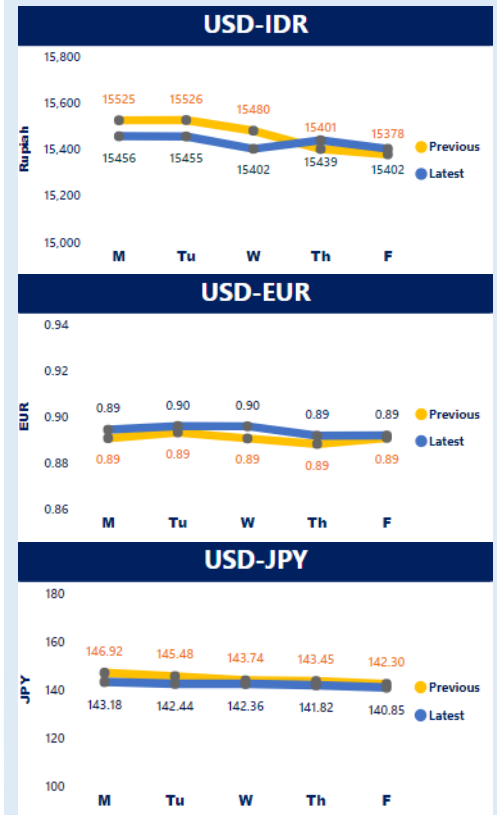 USD-IDR
15,800
15,600
15,400
15,200
15,000
Rupiah
15525 15526 15480 15401 15378
15456 15455 15402 15439 15402
M Tu W Th F
Previous
Latest
USD-EUR
0.94
0.92
0.90
0.88
0.86
EUR
0.89 0.90 0.90 0.89 0.89
0.89 0.89 0.89 0.89 0.89
M Tu W Th F
Previous
Latest
USD-JPY
180
160
140
120
100
JPY
146.92 145.48 143.74 143.45 142.30
143.18 142.44 142.36 141.82 140.85
M Tu W Th F
Previous
Latest